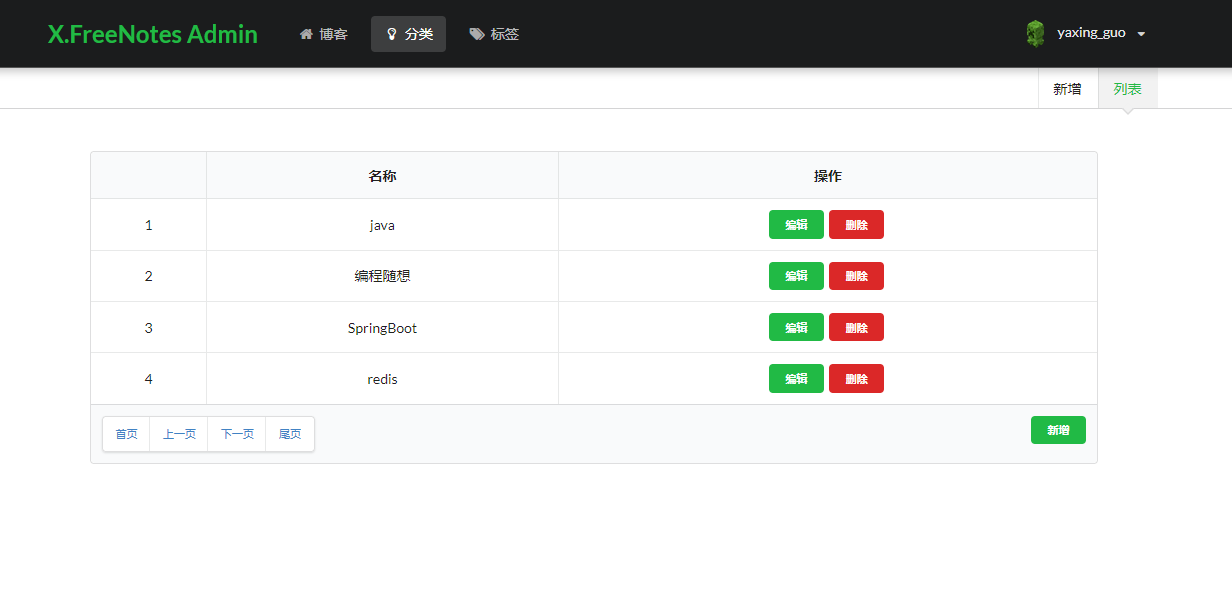 X.FreeNotes Admin 博客 分类 标签 yaxing_guo
新增 列表
名称 操作
1 java 编辑 删除
2 编程随想 编辑 删除
3 SpringBoot 编辑 删除
4 redis 编辑 删除
首页 上一页 下一页 尾页 新增